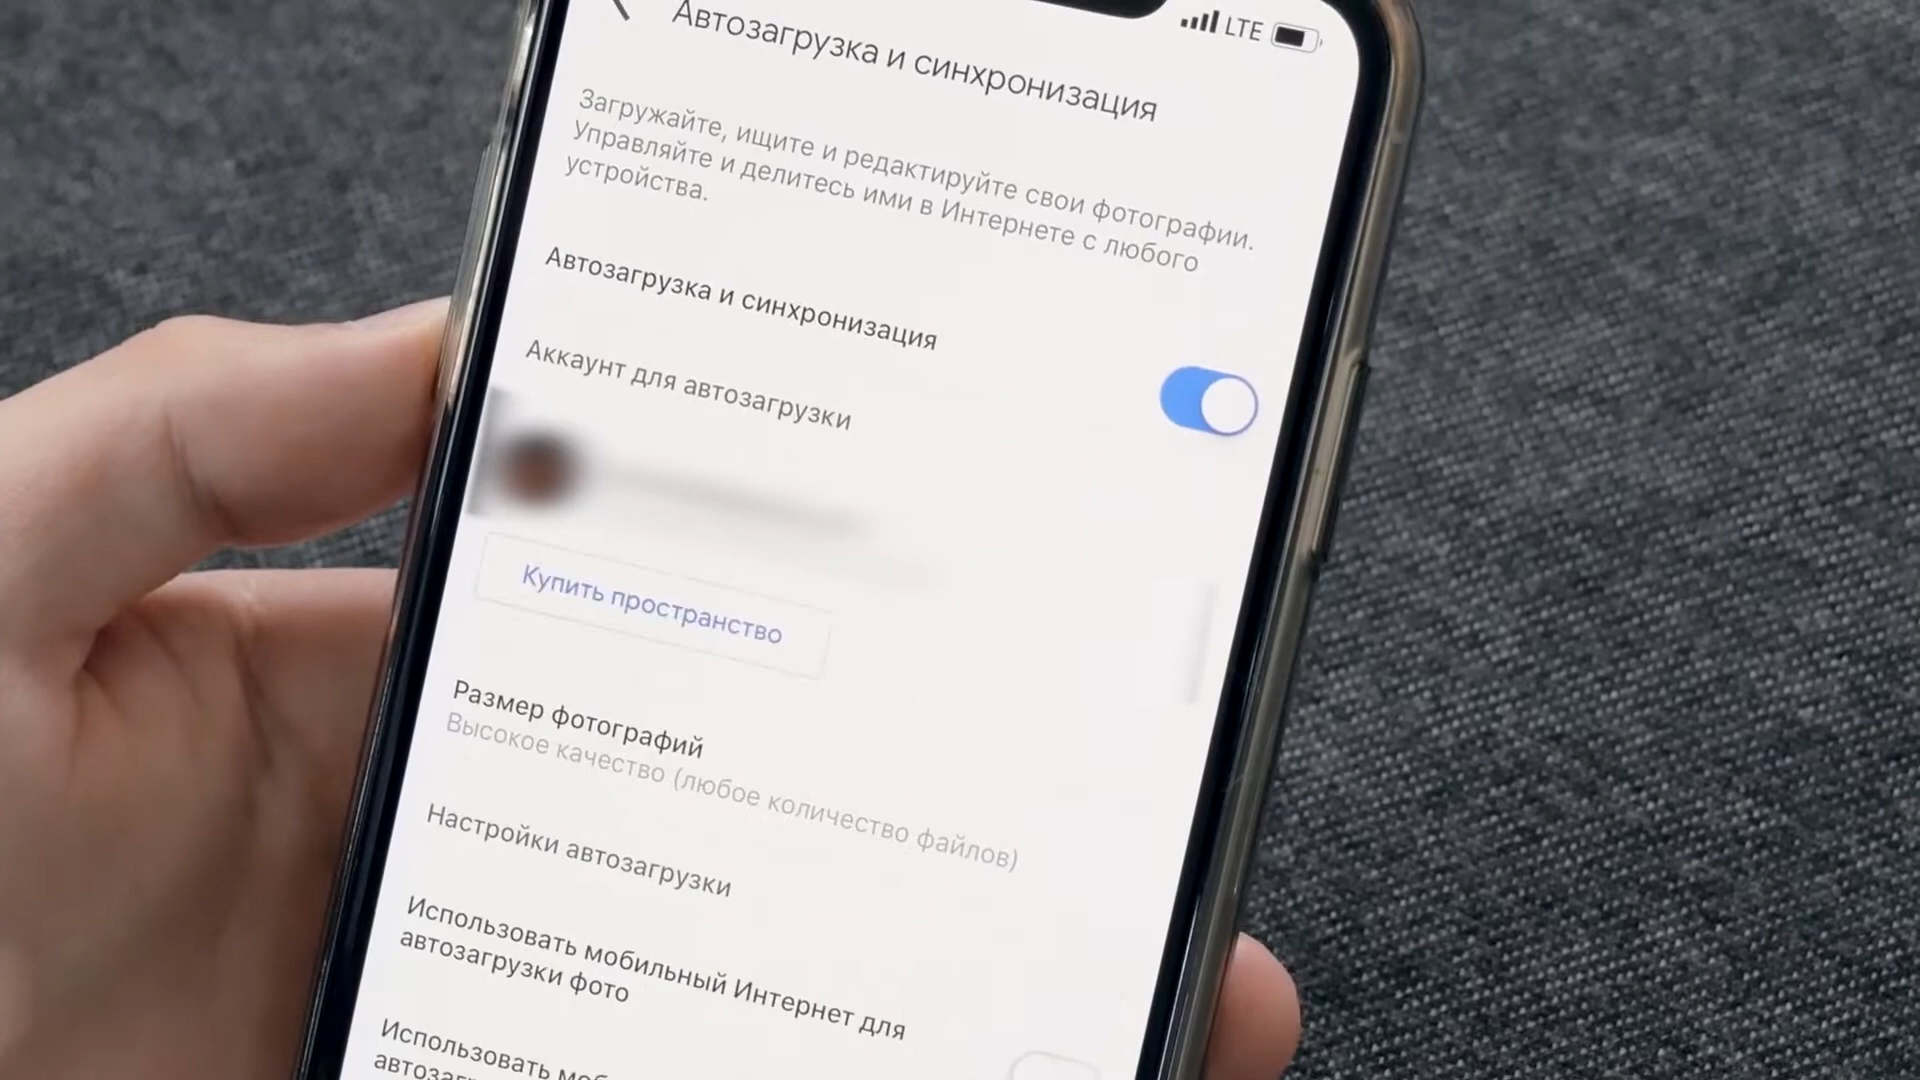 LTE
Автозагрузка и синхронизация
Загружайте, ищите и редактируйте свои фотографии.
Управляйте и делитесь ими в Интернете с любого
устройства.
Автозагрузка и синхронизация
Аккаунт для автозагрузки
Купить пространство
Размер фотографий
Высокое качество (любое количество файлов)
Настройки автозагрузки
Использовать мобильный Интернет для
автозагрузки фото
Использовать